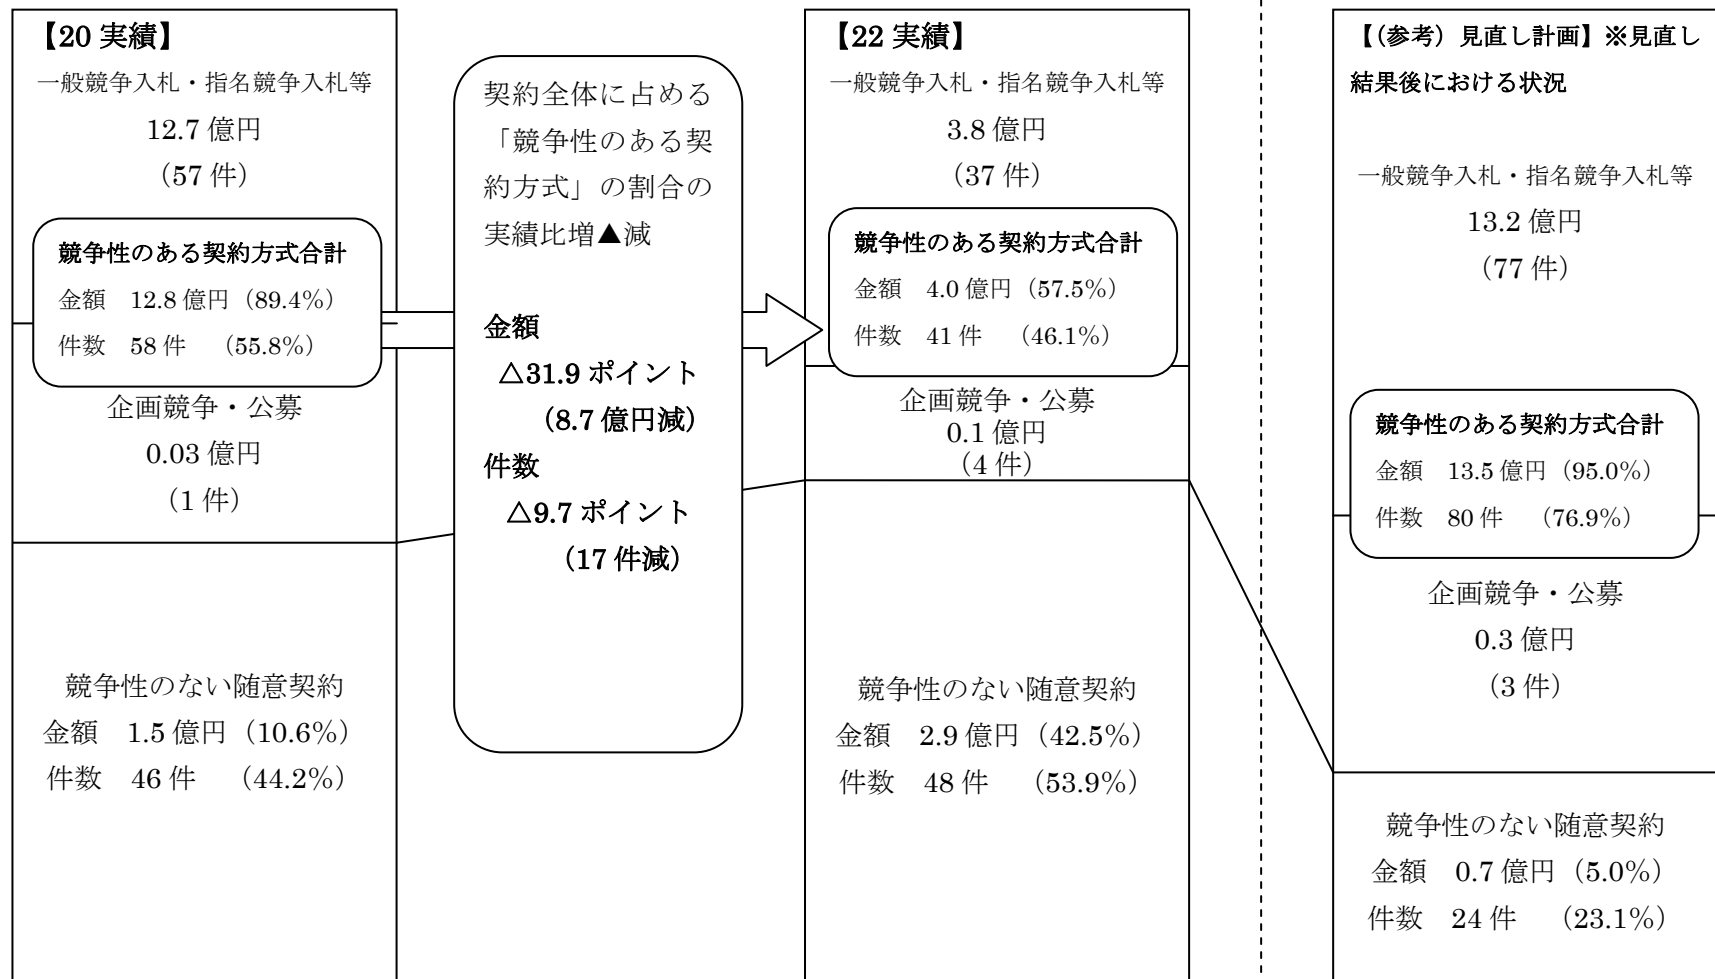 【20 実績】
一般競争入札・指名競争入札等
12.7 億円
（57 件）
競争性のある契約方式合計
金額　12.8 億円（89.4％）
件数　58 件　（55.8％）
企画競争・公募
0.03 億円
（1 件）
競争性のない随意契約
金額　1.5 億円（10.6％）
件数　46 件　（44.2％）
契約全体に占める
「競争性のある契
約方式」の割合の
実績比増▲減
金額
△31.9 ポイント
（8.7 億円減）
件数
△9.7 ポイント
（17 件減）
【22 実績】
一般競争入札・指名競争入札等
3.8 億円
（37 件）
競争性のある契約方式合計
金額　4.0 億円（57.5％）
件数　41 件　（46.1％）
企画競争・公募
0.1 億円
（4 件）
競争性のない随意契約
金額　2.9 億円（42.5％）
件数　48 件　（53.9％）
【（参考）見直し計画】※見直し
結果後における状況
一般競争入札・指名競争入札等
13.2 億円
（77 件）
競争性のある契約方式合計
金額　13.5 億円（95.0％）
件数　80 件　（76.9％）
企画競争・公募
0.3 億円
（3 件）
競争性のない随意契約
金額　0.7 億円（5.0％）
件数　24 件　（23.1％）